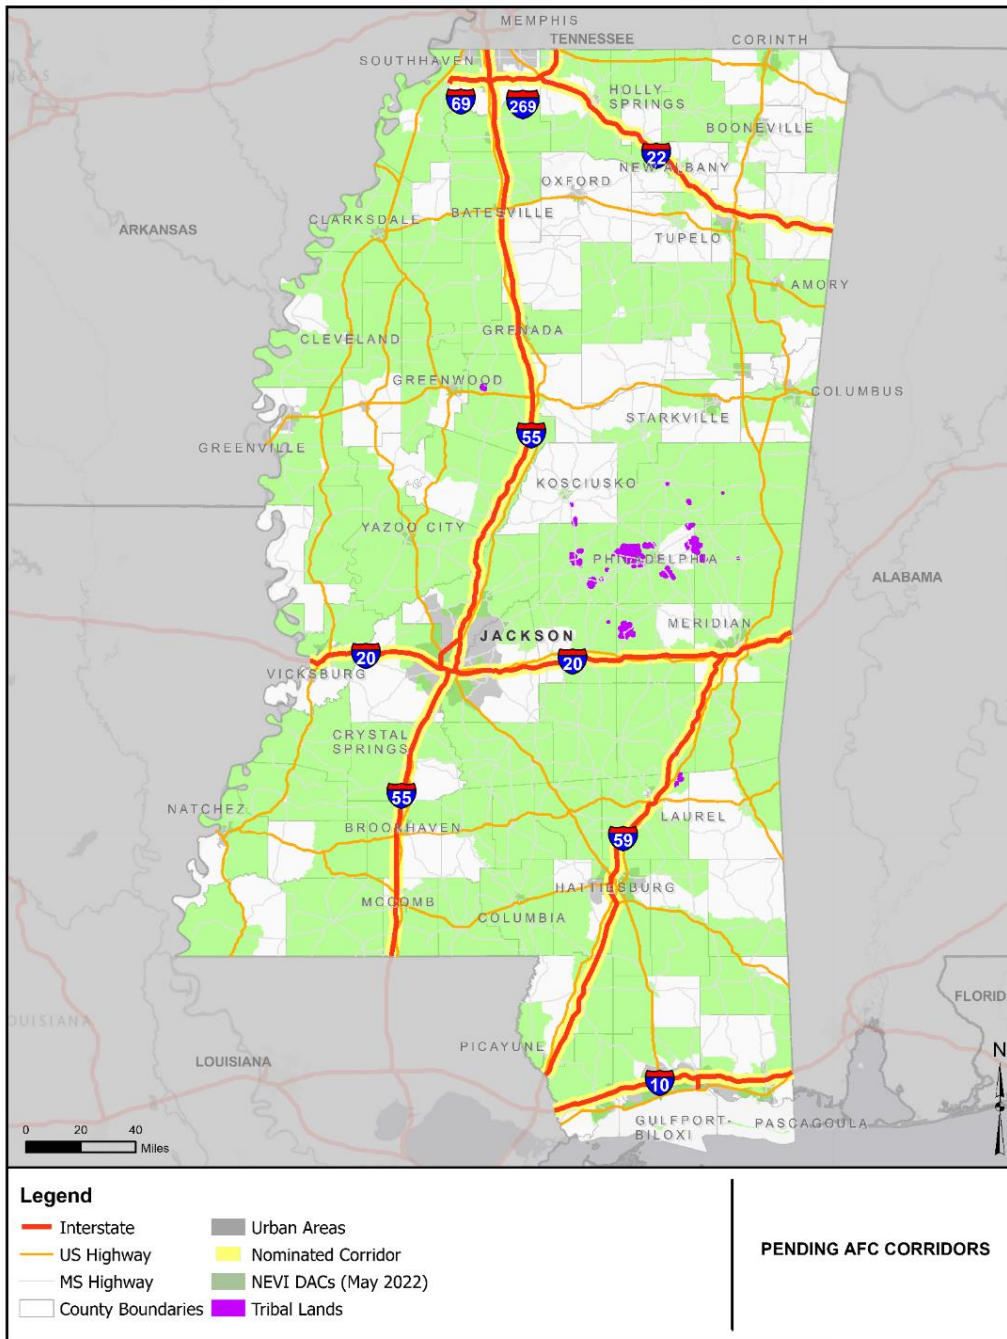 MEMPHIS
TENNESSEE
CORINTH
SOUTHHAVEN
69
269
HOLLY
SPRINGS
BOONEVILLE
22
NEW ALBANY
OXFORD
BATESVILLE
CLARKSDALE
ARKANSAS
TUPELO
AMORY
GRENADA
CLEVELAND
GREENWOOD
COLUMBUS
STARKVILLE
55
GREENVILLE
KOSCIUSKO
YAZOO CITY
PHILADELPHIA
ALABAMA
MERIDIAN
JACKSON
20
20
VICKSBURG
CRYSTAL
SPRINGS
55
NATCHEZ
LAUREL
BROOKHAVEN
59
HATTIESBURG
MCCOMB
COLUMBIA
FLORID
OUISIANA
PICAYUNE
LOUISIANA
N
10
GULFPORT-
BILOXI
PASCAGOULA
0 20 40
Miles
Legend
Interstate
US Highway
MS Highway
County Boundaries
Urban Areas
Nominated Corridor
NEVI DACs (May 2022)
Tribal Lands
PENDING AFC CORRIDORS